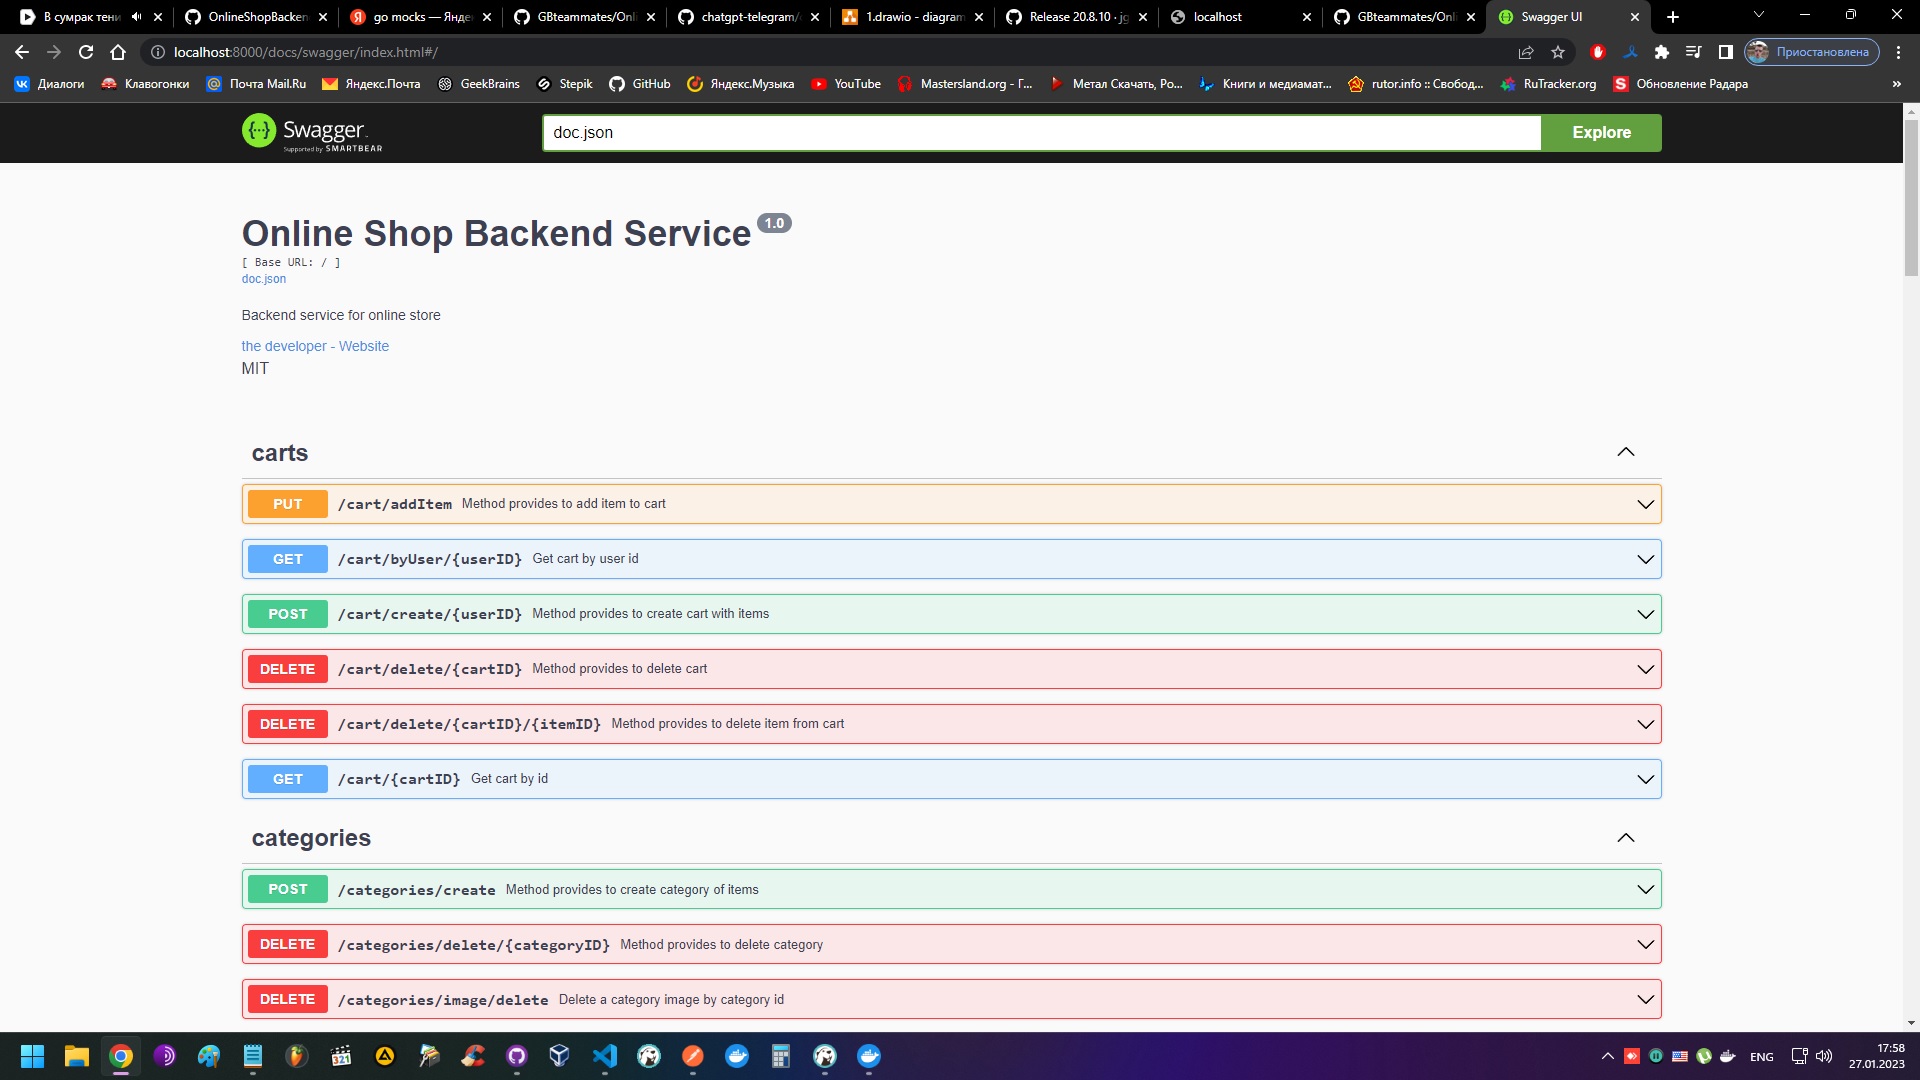 В сумрак тени
OnlineShopBacken
go mocks — Янде
GBteammates/Onli
chatgpt-telegram/
1.drawio - diagram
Release 20.8.10 · jg
localhost
GBteammates/Onli
Swagger UI
localhost:8000/docs/swagger/index.html#/
Приостановлена
Диалоги
Клавогонки
Почта Mail.Ru
Яндекс.Почта
GeekBrains
Stepik
GitHub
Яндекс.Музыка
YouTube
Mastersland.org - Г...
Метал Скачать, Ро...
Книги и медиамат...
rutor.info :: Свобод...
RuTracker.org
Обновление Радара
Swagger.
Supported by SMARTBEAR
doc.json
Explore
Online Shop Backend Service 1.0
[ Base URL: / ]
doc.json
Backend service for online store
the developer - Website
MIT
carts
PUT /cart/addItem Method provides to add item to cart
GET /cart/byUser/{userID} Get cart by user id
POST /cart/create/{userID} Method provides to create cart with items
DELETE /cart/delete/{cartID} Method provides to delete cart
DELETE /cart/delete/{cartID}/{itemID} Method provides to delete item from cart
GET /cart/{cartID} Get cart by id
categories
POST /categories/create Method provides to create category of items
DELETE /categories/delete/{categoryID} Method provides to delete category
DELETE /categories/image/delete Delete a category image by category id
321
ENG
17:58
27.01.2023